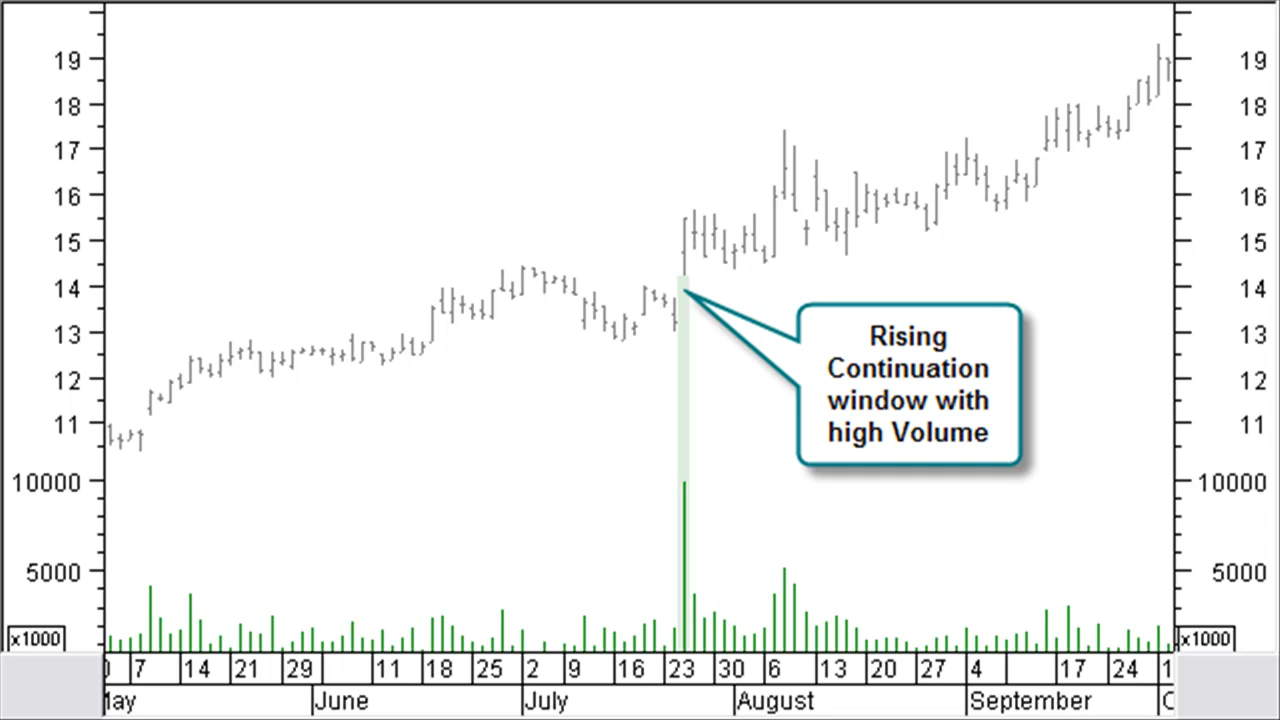 19 19
18 18
17 17
16 16
15 15
14 14
13 13
12 12
11 11
Rising
Continuation
window with
high Volume
10000 10000
5000 5000
x1000 x1000
7 14 21 29 11 18 25 2 9 16 23 30 6 13 20 27 4 17 24 1
June July August September